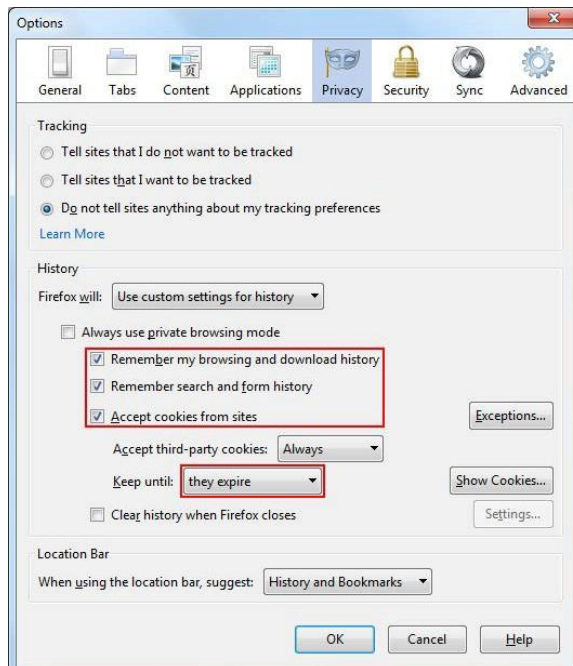 Options
General Tabs Content Applications Privacy Security Sync Advanced
Tracking
Tell sites that I do not want to be tracked
Tell sites that I want to be tracked
Do not tell sites anything about my tracking preferences
Learn More
History
Firefox will: Use custom settings for history
Always use private browsing mode
Remember my browsing and download history
Remember search and form history
Accept cookies from sites Exceptions...
Accept third-party cookies: Always
Keep until: they expire Show Cookies...
Clear history when Firefox closes Settings...
Location Bar
When using the location bar, suggest: History and Bookmarks
OK Cancel Help